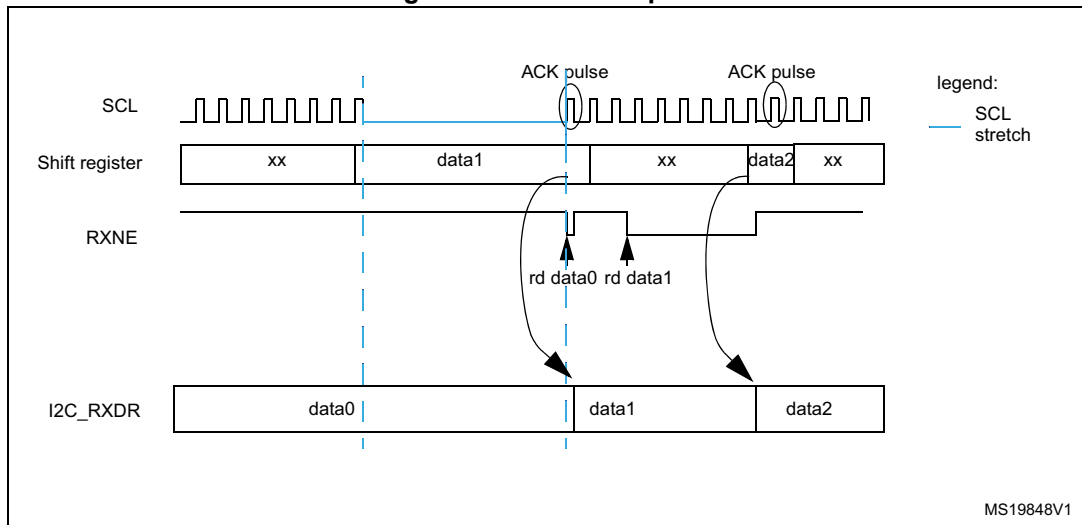 ACK pulse ACK pulse
legend:
SCL
SCL
stretch
Shift register xx data1 xx data2 xx
RXNE
rd data0 rd data1
I2C_RXDR data0 data1 data2
MS19848V1